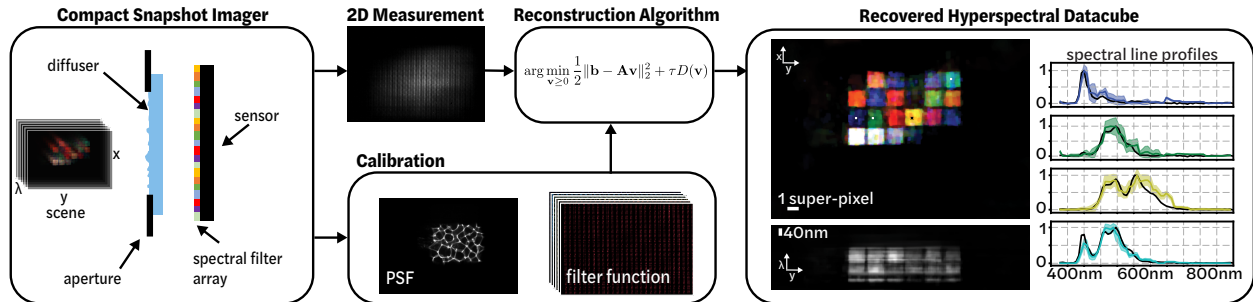 Compact Snapshot Imager
diffuser
sensor
x
λ
y
scene
aperture
spectral filter
array
2D Measurement
Reconstruction Algorithm
arg min 1/2 ‖b − Av‖₂² + τD(v)
v≥0
Calibration
PSF
filter function
Recovered Hyperspectral Datacube
x
y
1 super-pixel
40nm
λ
y
spectral line profiles
1
0
1
0
1
0
1
0
400nm 600nm 800nm